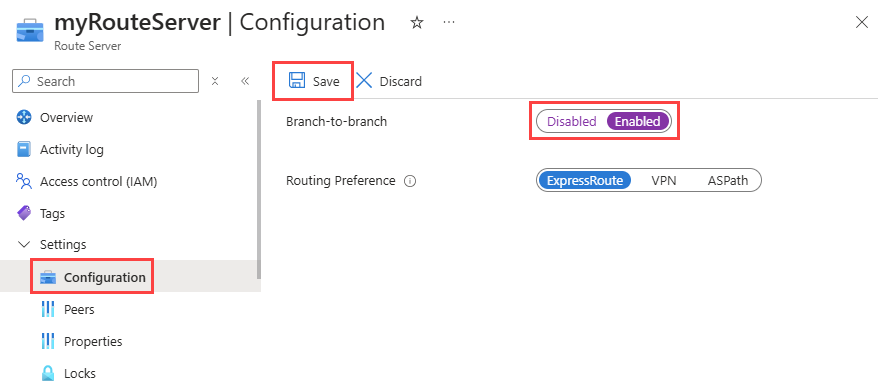 myRouteServer | Configuration
Route Server
Search
Overview
Activity log
Access control (IAM)
Tags
Settings
Configuration
Peers
Properties
Locks
Save Discard
Branch-to-branch Disabled Enabled
Routing Preference ExpressRoute VPN ASPath